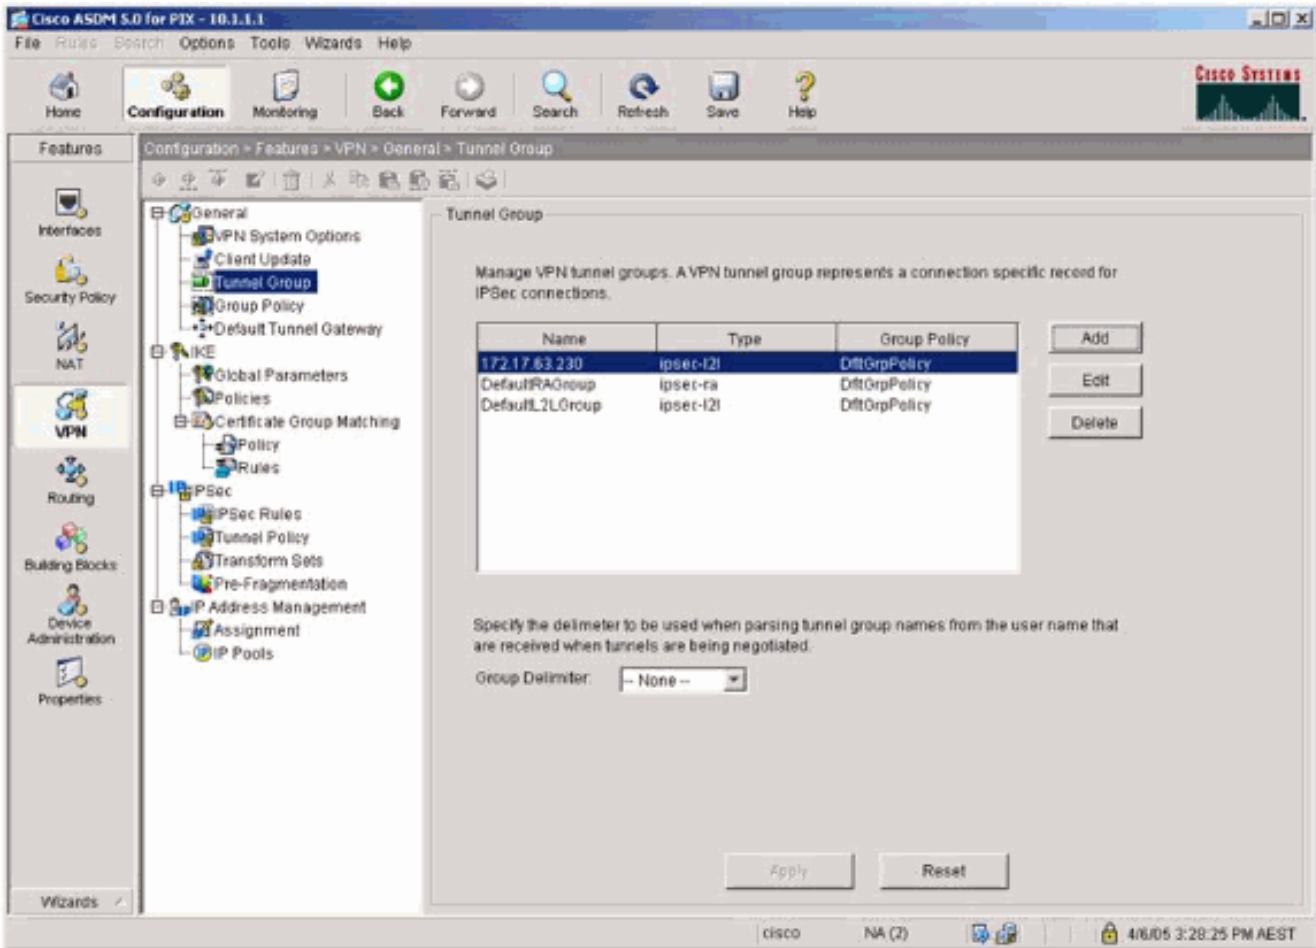 Cisco ASDM 5.0 for PIX - 10.1.1.1
File Rules Search Options Tools Wizards Help
Home Configuration Monitoring Back Forward Search Refresh Save Help
CISCO SYSTEMS
Features
Configuration > Features > VPN > General > Tunnel Group
Interfaces
Security Policy
NAT
VPN
Routing
Building Blocks
Device Administration
Properties
Wizards
General
VPN System Options
Client Update
Tunnel Group
Group Policy
Default Tunnel Gateway
IKE
Global Parameters
Policies
Certificate Group Matching
Policy
Rules
IPSec
IPSec Rules
Tunnel Policy
Transform Sets
Pre-Fragmentation
IP Address Management
Assignment
IP Pools
Tunnel Group
Manage VPN tunnel groups. A VPN tunnel group represents a connection specific record for
IPSec connections.
Name Type Group Policy
172.17.63.230 ipsec-l2l DfltGrpPolicy
DefaultRAGroup ipsec-ra DfltGrpPolicy
DefaultL2LGroup ipsec-l2l DfltGrpPolicy
Add
Edit
Delete
Specify the delimeter to be used when parsing tunnel group names from the user name that
are received when tunnels are being negotiated.
Group Delimiter: -- None --
Apply Reset
cisco NA (2) 4/6/05 3:28:25 PM AEST